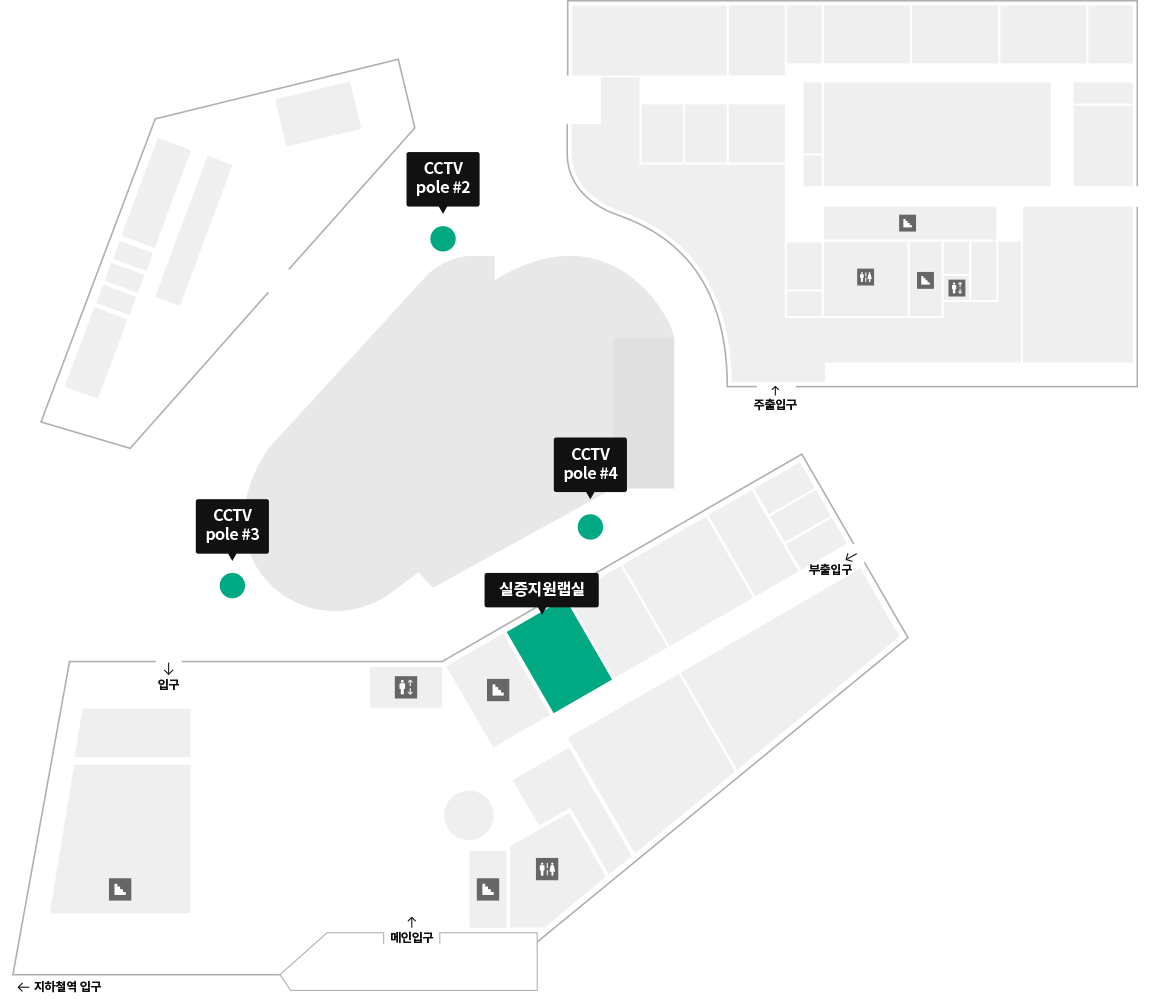 CCTV
pole #2
주출입구
CCTV
pole #4
CCTV
pole #3
부출입구
실증지원랩실
입구
메인입구
지하철역 입구